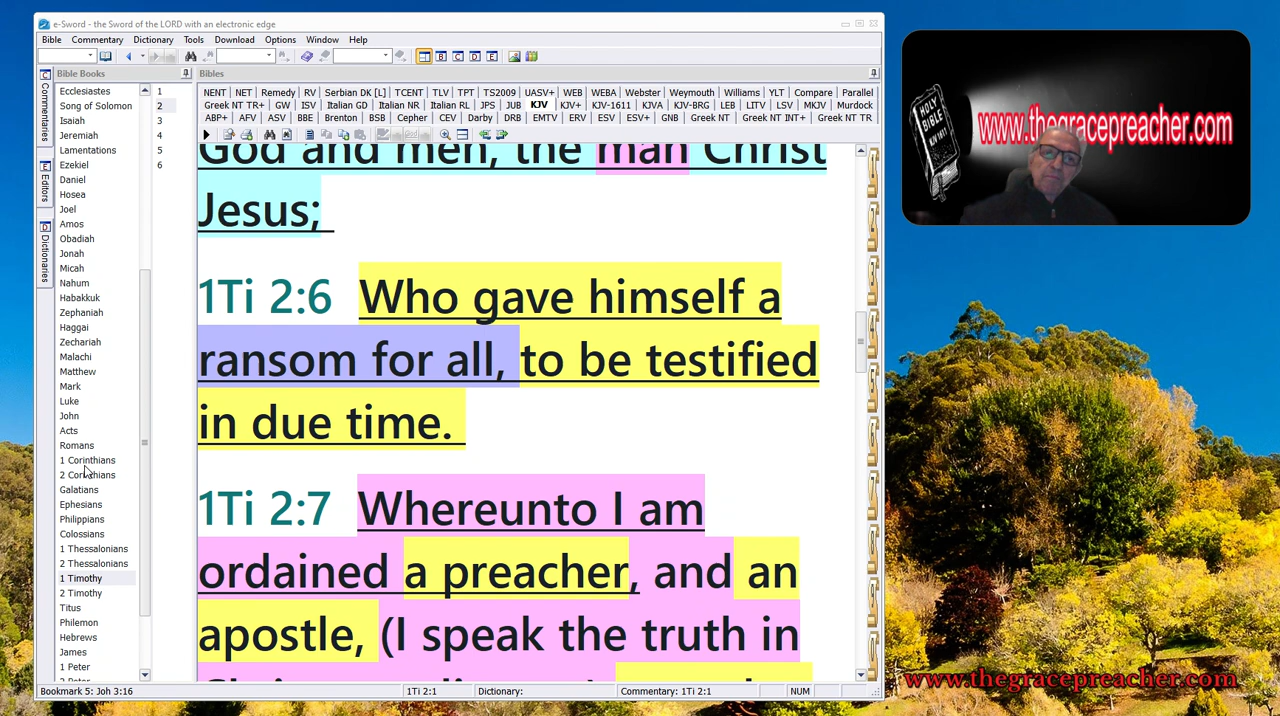 e-Sword - the Sword of the LORD with an electronic edge
Bible Commentary Dictionary Tools Download Options Window Help
Bible Books
Bibles
Commentaries
Editors
Dictionaries
Ecclesiastes
Song of Solomon
Isaiah
Jeremiah
Lamentations
Ezekiel
Daniel
Hosea
Joel
Amos
Obadiah
Jonah
Micah
Nahum
Habakkuk
Zephaniah
Haggai
Zechariah
Malachi
Matthew
Mark
Luke
John
Acts
Romans
1 Corinthians
2 Corinthians
Galatians
Ephesians
Philippians
Colossians
1 Thessalonians
2 Thessalonians
1 Timothy
2 Timothy
Titus
Philemon
Hebrews
James
1 Peter
1
2
3
4
5
6
NENT NET Remedy RV Serbian DK [L] TCENT TLV TPT TS2009 UASV+ WEB WEBA Webster Weymouth Williams YLT Compare Parallel
Greek NT TR+ GW ISV Italian GD Italian NR Italian RL JPS JUB KJV KJV+ KJV-1611 KJVA KJV-BRG LEB LITV LSV MKJV Murdock
ABP+ AFV ASV BBE Brenton BSB Cepher CEV Darby DRB EMTV ERV ESV ESV+ GNB Greek NT Greek NT INT+ Greek NT TR
God and men, the man Christ
Jesus;
1Ti 2:6 Who gave himself a
ransom for all, to be testified
in due time.
1Ti 2:7 Whereunto I am
ordained a preacher, and an
apostle, (I speak the truth in
Bookmark 5: Joh 3:16
1Ti 2:1
Dictionary:
Commentary: 1Ti 2:1
NUM
HOLY
BIBLE
KJV
www.thegracepreacher.com
www.thegracepreacher.com